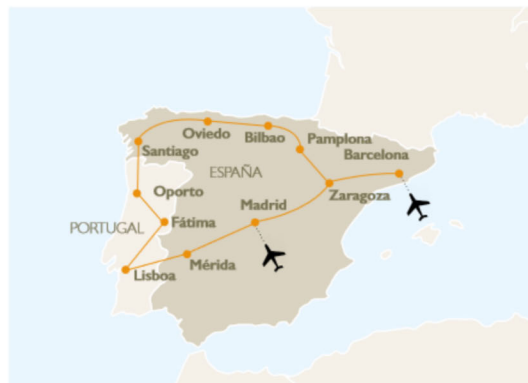 Oviedo
Bilbao
Pamplona
Santiago
Barcelona
ESPAÑA
Oporto
Zaragoza
Madrid
PORTUGAL
Fátima
Mérida
Lisboa